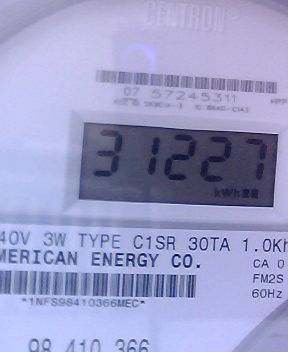 CENTRON®
07 57245311
31227
kWh
40V 3W TYPE C1SR 30TA 1.0Kh
MERICAN ENERGY CO.
CA 0
FM2S
60Hz
*1NFS98410366MEC*
98 410 366